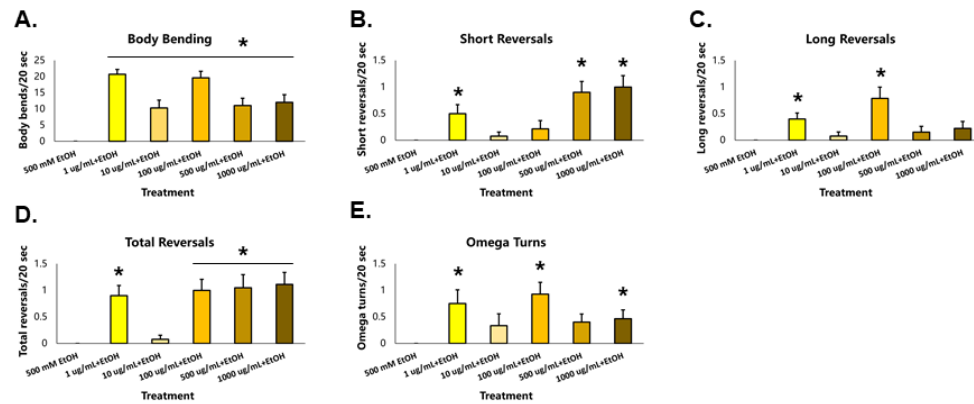 A.
Body Bending
*
Body bends/20 sec
25
20
15
10
5
0
500 mM EtOH
1 ug/mL+EtOH
10 ug/mL+EtOH
100 ug/mL+EtOH
500 ug/mL+EtOH
1000 ug/mL+EtOH
Treatment
B.
Short Reversals
* * *
Short reversals/20 sec
1.5
1
0.5
0
500 mM EtOH
1 ug/mL+EtOH
10 ug/mL+EtOH
100 ug/mL+EtOH
500 ug/mL+EtOH
1000 ug/mL+EtOH
Treatment
C.
Long Reversals
* *
Long reversals/20 sec
1.5
1
0.5
0
500 mM EtOH
1 ug/mL+EtOH
10 ug/mL+EtOH
100 ug/mL+EtOH
500 ug/mL+EtOH
1000 ug/mL+EtOH
Treatment
D.
Total Reversals
* *
Total reversals/20 sec
1.5
1
0.5
0
500 mM EtOH
1 ug/mL+EtOH
10 ug/mL+EtOH
100 ug/mL+EtOH
500 ug/mL+EtOH
1000 ug/mL+EtOH
Treatment
E.
Omega Turns
* * *
Omega turns/20 sec
1.5
1
0.5
0
500 mM EtOH
1 ug/mL+EtOH
10 ug/mL+EtOH
100 ug/mL+EtOH
500 ug/mL+EtOH
1000 ug/mL+EtOH
Treatment